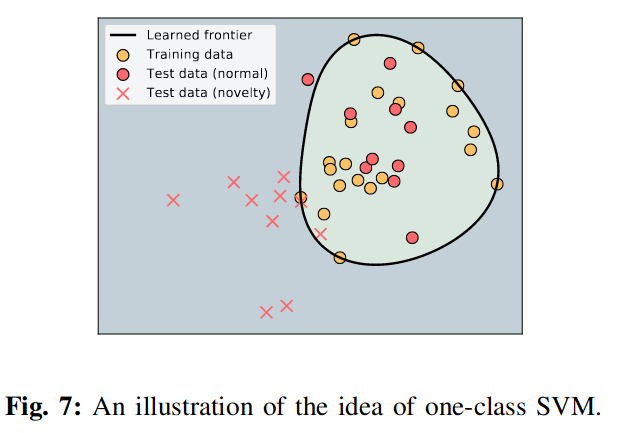 Learned frontier
Training data
Test data (normal)
Test data (novelty)
Fig. 7: An illustration of the idea of one-class SVM.